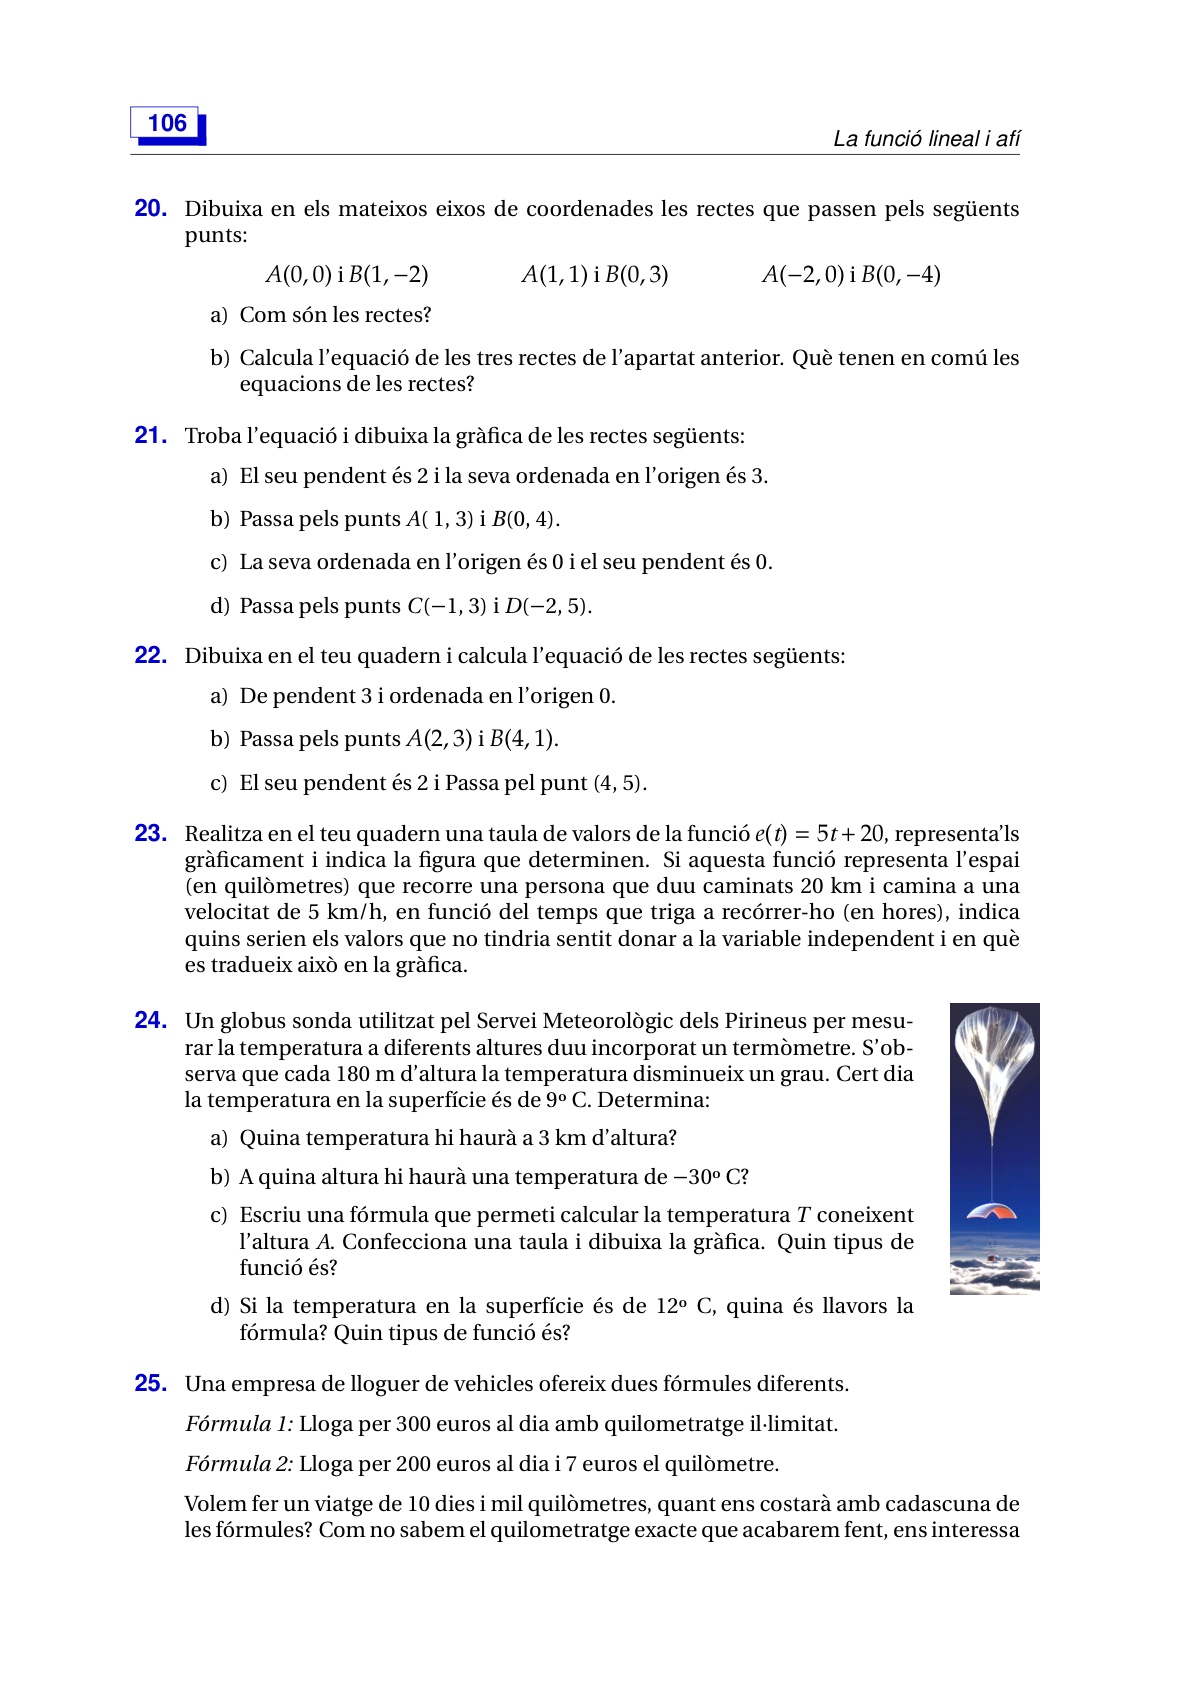 106
La funció lineal i afí
20. Dibuixa en els mateixos eixos de coordenades les rectes que passen pels següents
punts:
A(0, 0) i B(1, −2) A(1, 1) i B(0, 3) A(−2, 0) i B(0, −4)
a) Com són les rectes?
b) Calcula l’equació de les tres rectes de l’apartat anterior. Què tenen en comú les
equacions de les rectes?
21. Troba l’equació i dibuixa la gràfica de les rectes següents:
a) El seu pendent és 2 i la seva ordenada en l’origen és 3.
b) Passa pels punts A( 1, 3) i B(0, 4).
c) La seva ordenada en l’origen és 0 i el seu pendent és 0.
d) Passa pels punts C(−1, 3) i D(−2, 5).
22. Dibuixa en el teu quadern i calcula l’equació de les rectes següents:
a) De pendent 3 i ordenada en l’origen 0.
b) Passa pels punts A(2, 3) i B(4, 1).
c) El seu pendent és 2 i Passa pel punt (4, 5).
23. Realitza en el teu quadern una taula de valors de la funció e(t) = 5t + 20, representa’ls
gràficament i indica la figura que determinen. Si aquesta funció representa l’espai
(en quilòmetres) que recorre una persona que duu caminats 20 km i camina a una
velocitat de 5 km/h, en funció del temps que triga a recórrer-ho (en hores), indica
quins serien els valors que no tindria sentit donar a la variable independent i en què
es tradueix això en la gràfica.
24. Un globus sonda utilitzat pel Servei Meteorològic dels Pirineus per mesu-
rar la temperatura a diferents altures duu incorporat un termòmetre. S’ob-
serva que cada 180 m d’altura la temperatura disminueix un grau. Cert dia
la temperatura en la superfície és de 9º C. Determina:
a) Quina temperatura hi haurà a 3 km d’altura?
b) A quina altura hi haurà una temperatura de −30º C?
c) Escriu una fórmula que permeti calcular la temperatura T coneixent
l’altura A. Confecciona una taula i dibuixa la gràfica. Quin tipus de
funció és?
d) Si la temperatura en la superfície és de 12º C, quina és llavors la
fórmula? Quin tipus de funció és?
25. Una empresa de lloguer de vehicles ofereix dues fórmules diferents.
Fórmula 1: Lloga per 300 euros al dia amb quilometratge il·limitat.
Fórmula 2: Lloga per 200 euros al dia i 7 euros el quilòmetre.
Volem fer un viatge de 10 dies i mil quilòmetres, quant ens costarà amb cadascuna de
les fórmules? Com no sabem el quilometratge exacte que acabarem fent, ens interessa